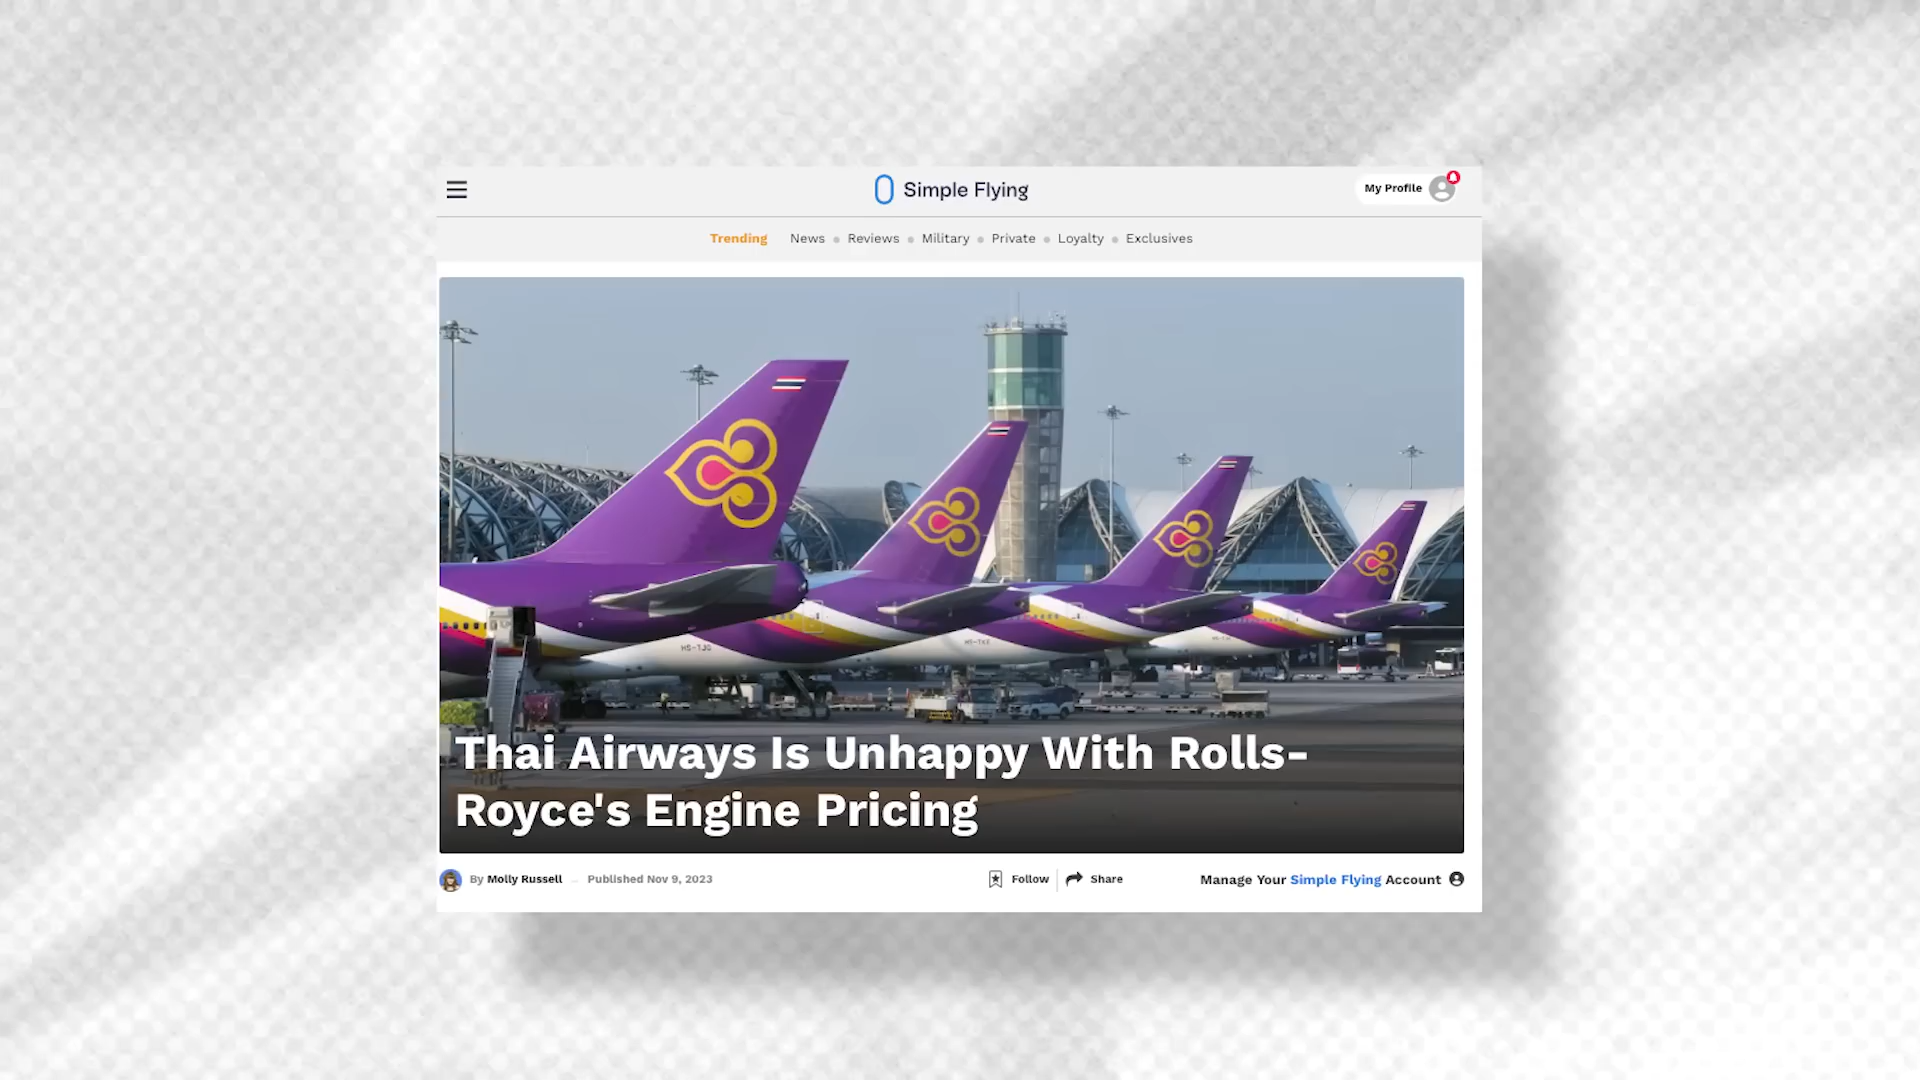 Simple Flying
My Profile
Trending News Reviews Military Private Loyalty Exclusives
Thai Airways Is Unhappy With Rolls-
Royce's Engine Pricing
By Molly Russell Published Nov 9, 2023 Follow Share Manage Your Simple Flying Account